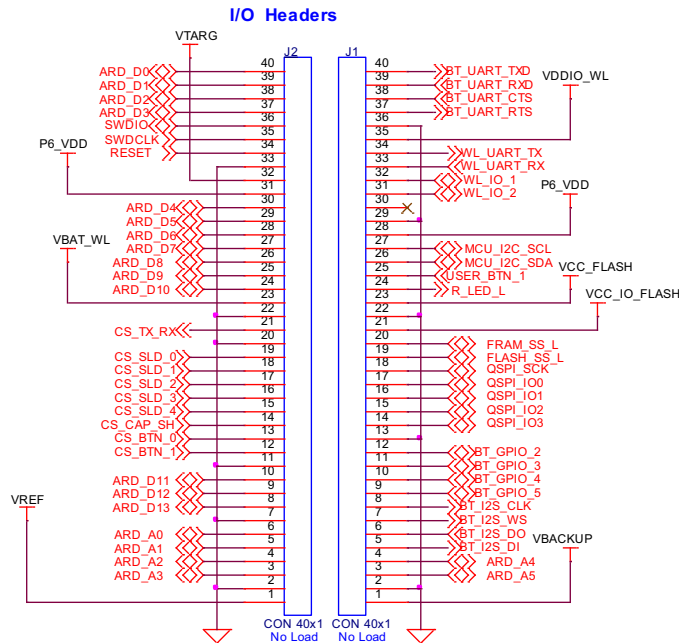 I/O Headers
VTARG
J2
J1
ARD_D0 40
ARD_D1 39
ARD_D2 38
ARD_D3 37
SWDIO 36
SWDCLK 35
RESET 34
33
32
P6_VDD 31
30
ARD_D4 29
ARD_D5 28
ARD_D6 27
ARD_D7 26
ARD_D8 25
ARD_D9 24
ARD_D10 23
VBAT_WL 22
21
CS_TX_RX 20
19
CS_SLD_0 18
CS_SLD_1 17
CS_SLD_2 16
CS_SLD_3 15
CS_SLD_4 14
CS_CAP_SH 13
CS_BTN_0 12
CS_BTN_1 11
10
ARD_D11 9
ARD_D12 8
ARD_D13 7
6
ARD_A0 5
ARD_A1 4
ARD_A2 3
ARD_A3 2
VREF 1
CON 40x1
No Load
40 BT_UART_TXD
39 BT_UART_RXD
38 BT_UART_CTS
37 BT_UART_RTS
36
35 VDDIO_WL
34 WL_UART_TX
33 WL_UART_RX
32 WL_IO_1
31 WL_IO_2
30
29
28 P6_VDD
27 MCU_I2C_SCL
26 MCU_I2C_SDA
25 USER_BTN_1
24 R_LED_L
23 VCC_FLASH
22
21 VCC_IO_FLASH
20 FRAM_SS_L
19 FLASH_SS_L
18 QSPI_SCK
17 QSPI_IO0
16 QSPI_IO1
15 QSPI_IO2
14 QSPI_IO3
13
12 BT_GPIO_2
11 BT_GPIO_3
10 BT_GPIO_4
9 BT_GPIO_5
8 BT_I2S_CLK
7 BT_I2S_WS
6 BT_I2S_DO
5 BT_I2S_DI
4 ARD_A4
3 ARD_A5
2
1 VBACKUP
CON 40x1
No Load